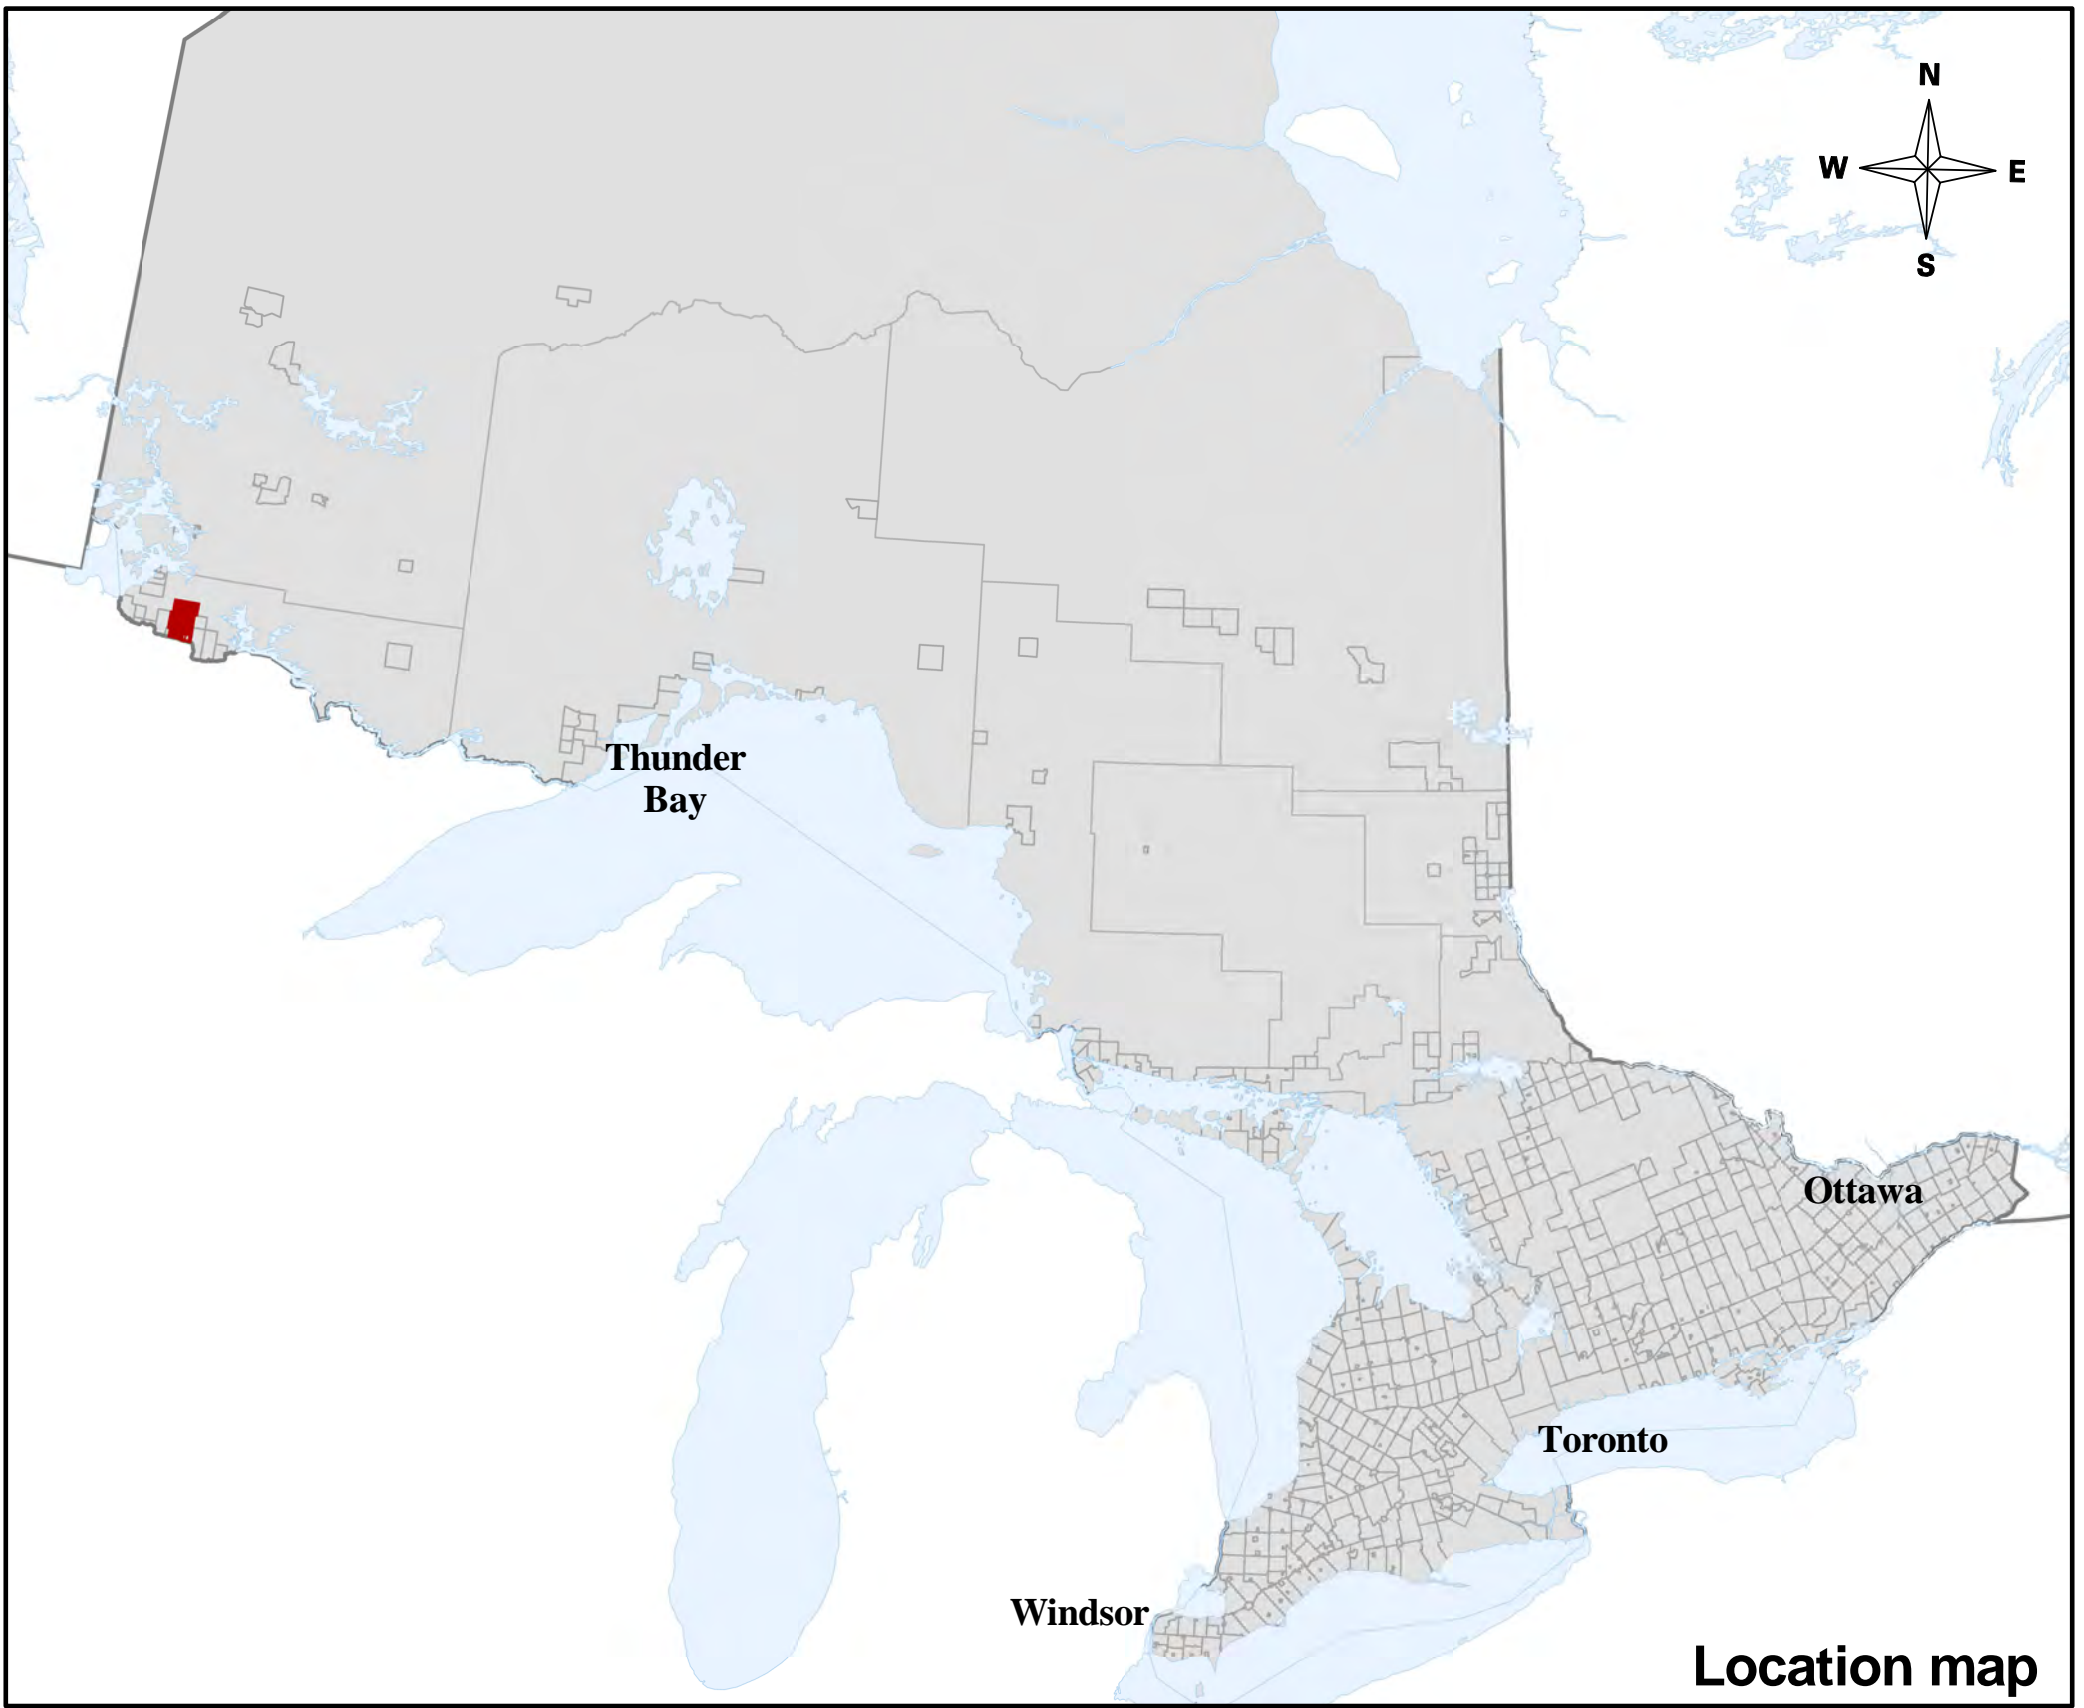 N
W
E
S
Thunder
Bay
Ottawa
Toronto
Windsor
Location map